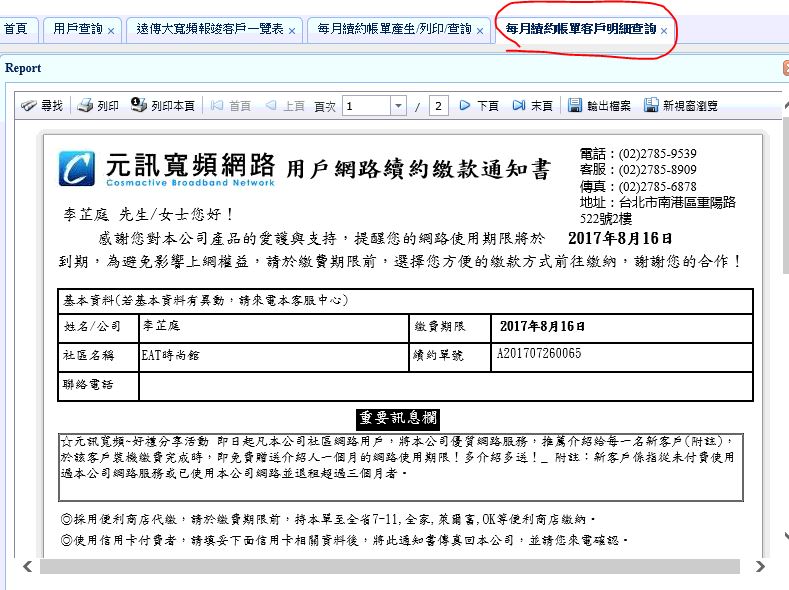 首頁 用戶查詢 × 遠傳大寬頻報竣客戶一覽表 × 每月續約帳單產生/列印/查詢 × 每月續約帳單客戶明細查詢 ×
Report
尋找 列印 列印本頁 首頁 上頁 頁次 1 / 2 下頁 末頁 輸出檔案 新視窗瀏覽
元訊寬頻網路
Cosmactive Broadband Network
用戶網路續約繳款通知書
電話：(02)2785-9539
客服：(02)2785-8909
傳真：(02)2785-6878
地址：台北市南港區重陽路
522號2樓
李芷庭 先生/女士您好！
感謝您對本公司產品的愛護與支持，提醒您的網路使用期限將於 2017年8月16日
到期，為避免影響上網權益，請於繳費期限前，選擇您方便的繳款方式前往繳納，謝謝您的合作！
基本資料(若基本資料有異動，請來電本客服中心)
姓名/公司 李芷庭 繳費期限 2017年8月16日
社區名稱 EAT時尚館 續約單號 A201707260065
聯絡電話
重要訊息欄
☆元訊寬頻~好禮分享活動 即日起凡本公司社區網路用戶，將本公司優質網路服務，推薦介紹給每一名新客戶(附註)，
於該客戶裝機繳費完成時，即免費贈送介紹人一個月的網路使用期限！多介紹多送！_ 附註：新客戶係指從未付費使用
過本公司網路服務或已使用本公司網路並退租超過三個月者。
◎採用便利商店代繳，請於繳費期限前，持本單至全省7-11,全家,萊爾富,OK等便利商店繳納。
◎使用信用卡付費者，請填妥下面信用卡相關資料後，將此通知書傳真回本公司，並請您來電確認。